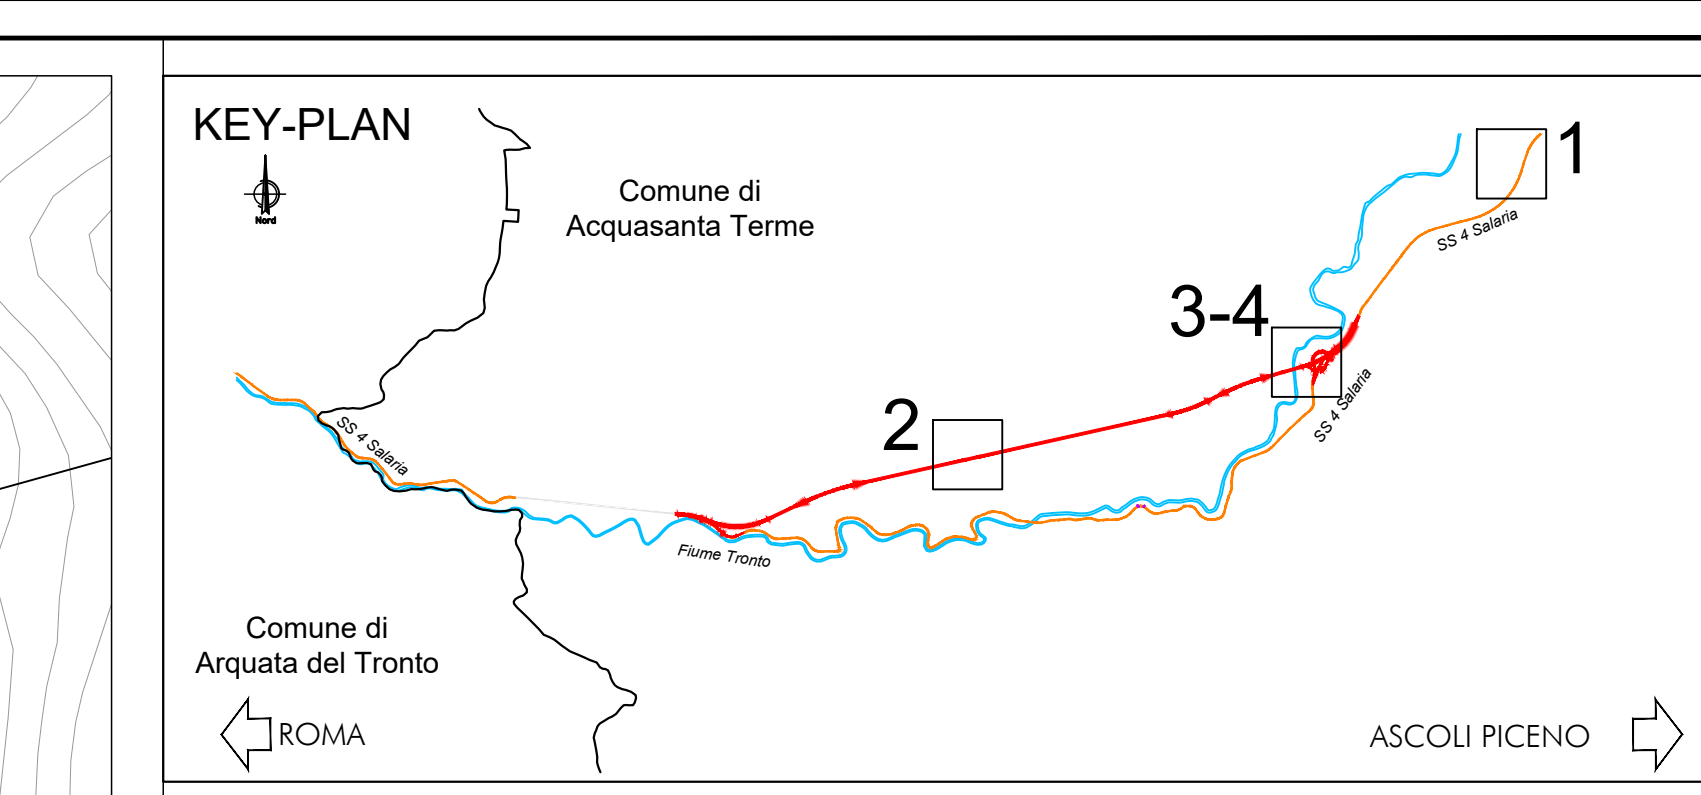 KEY-PLAN
Nord
Comune di
Acquasanta Terme
1
SS 4 Salaria
3-4
SS 4 Salaria
2
SS 4 Salaria
Fiume Tronto
Comune di
Arquata del Tronto
ROMA
ASCOLI PICENO